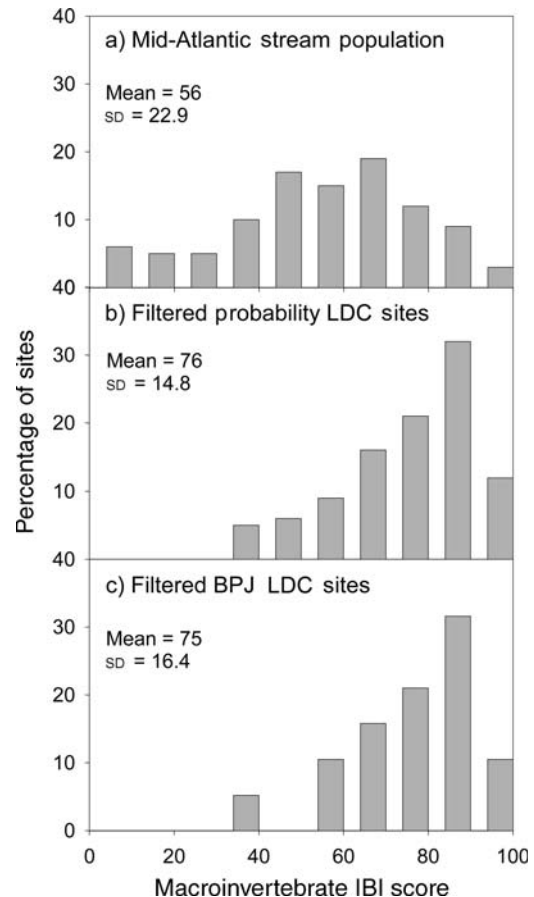 40
a) Mid-Atlantic stream population
30
Mean = 56
SD = 22.9
20
10
40
b) Filtered probability LDC sites
30
Mean = 76
SD = 14.8
20
10
40
c) Filtered BPJ LDC sites
30
Mean = 75
SD = 16.4
20
10
0
0 20 40 60 80 100
Macroinvertebrate IBI score
Percentage of sites